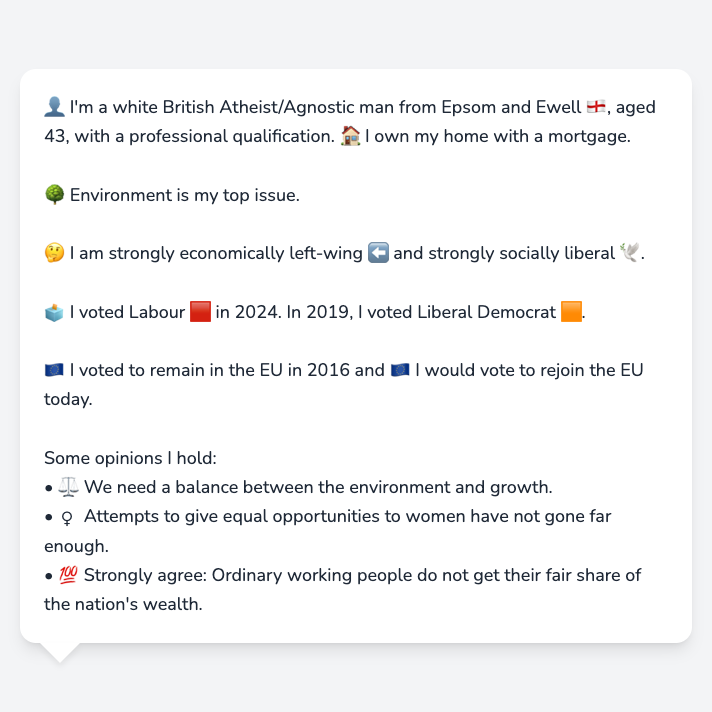 👤 I'm a white British Atheist/Agnostic man from Epsom and Ewell 🏴󠁧󠁢󠁥󠁮󠁧󠁿, aged
43, with a professional qualification. 🏠 I own my home with a mortgage.
🌳 Environment is my top issue.
🤔 I am strongly economically left-wing ⬅️ and strongly socially liberal 🕊️.
🗳️ I voted Labour 🟥 in 2024. In 2019, I voted Liberal Democrat 🟧.
🇪🇺 I voted to remain in the EU in 2016 and 🇪🇺 I would vote to rejoin the EU
today.
Some opinions I hold:
• ⚖️ We need a balance between the environment and growth.
• ♀ Attempts to give equal opportunities to women have not gone far
enough.
• 💯 Strongly agree: Ordinary working people do not get their fair share of
the nation's wealth.